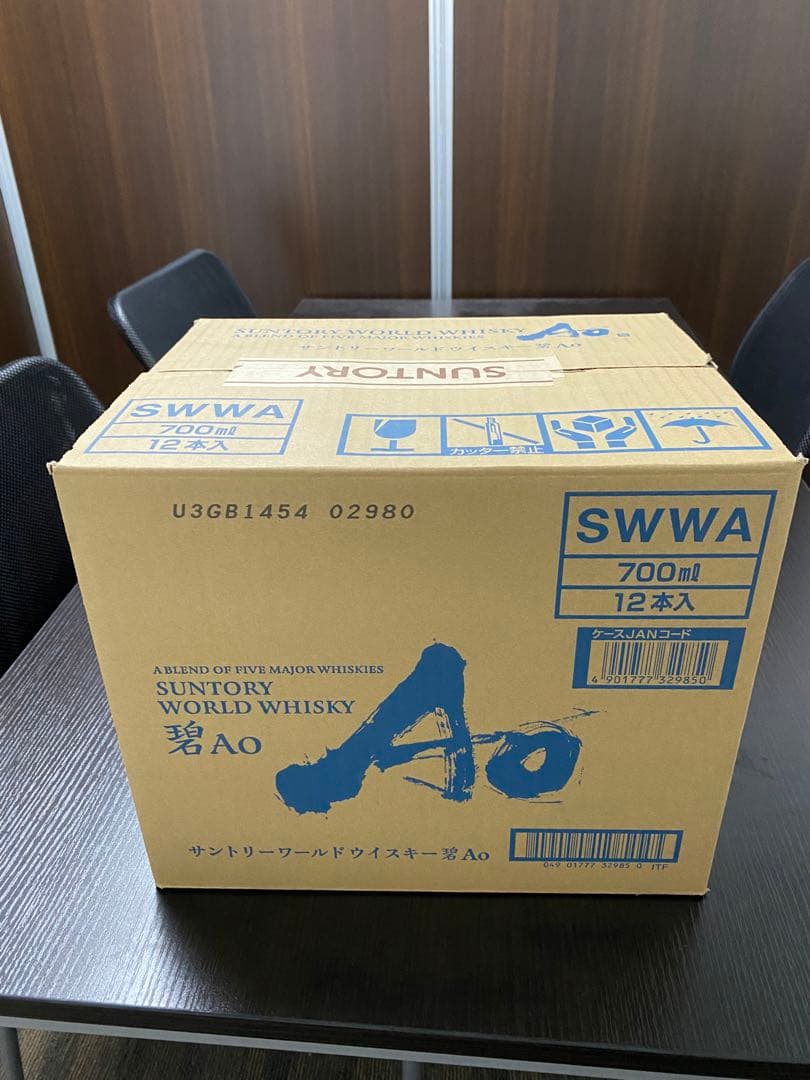 SUNTORY WORLD WHISKY Ao
A BLEND OF FIVE MAJOR WHISKIES
サントリーワールドウイスキー 碧Ao
SUNTORY
SWWA
700mℓ
12本入
カッター禁止
U3GB1454 02980
SWWA
700mℓ
12本入
ケースJANコード
4 901777 329850
A BLEND OF FIVE MAJOR WHISKIES
SUNTORY
WORLD WHISKY
碧Ao
Ao
サントリーワールドウイスキー 碧Ao
049 01777 32985 0 ITF